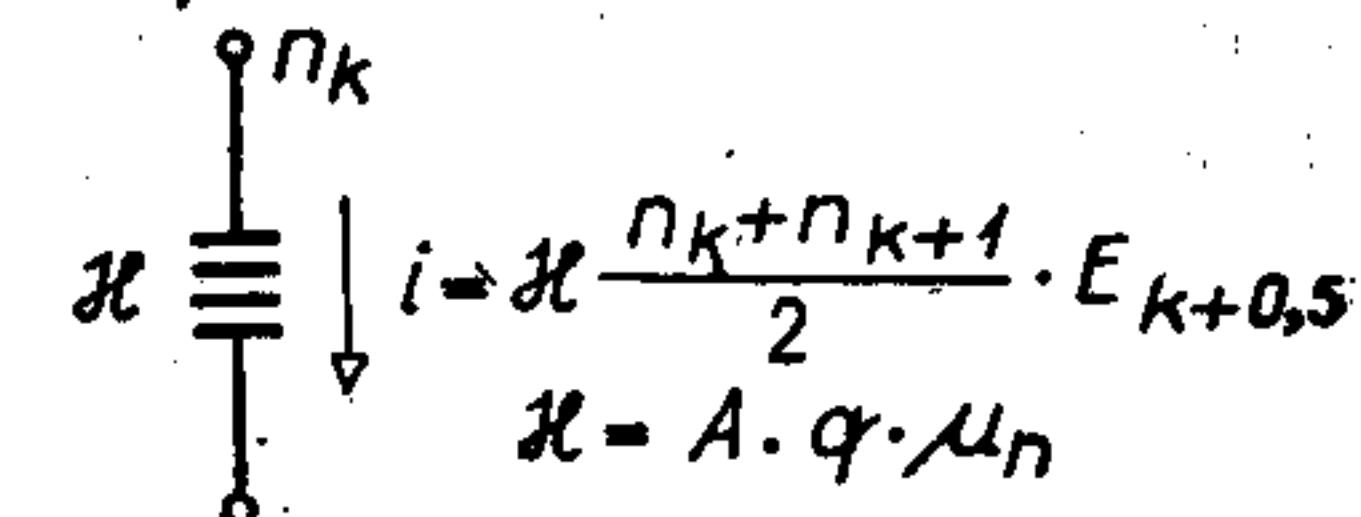 n_k
ℋ i = ℋ (n_k + n_{k+1})/2 · E_{k+0,5}
ℋ = A · q · μ_n